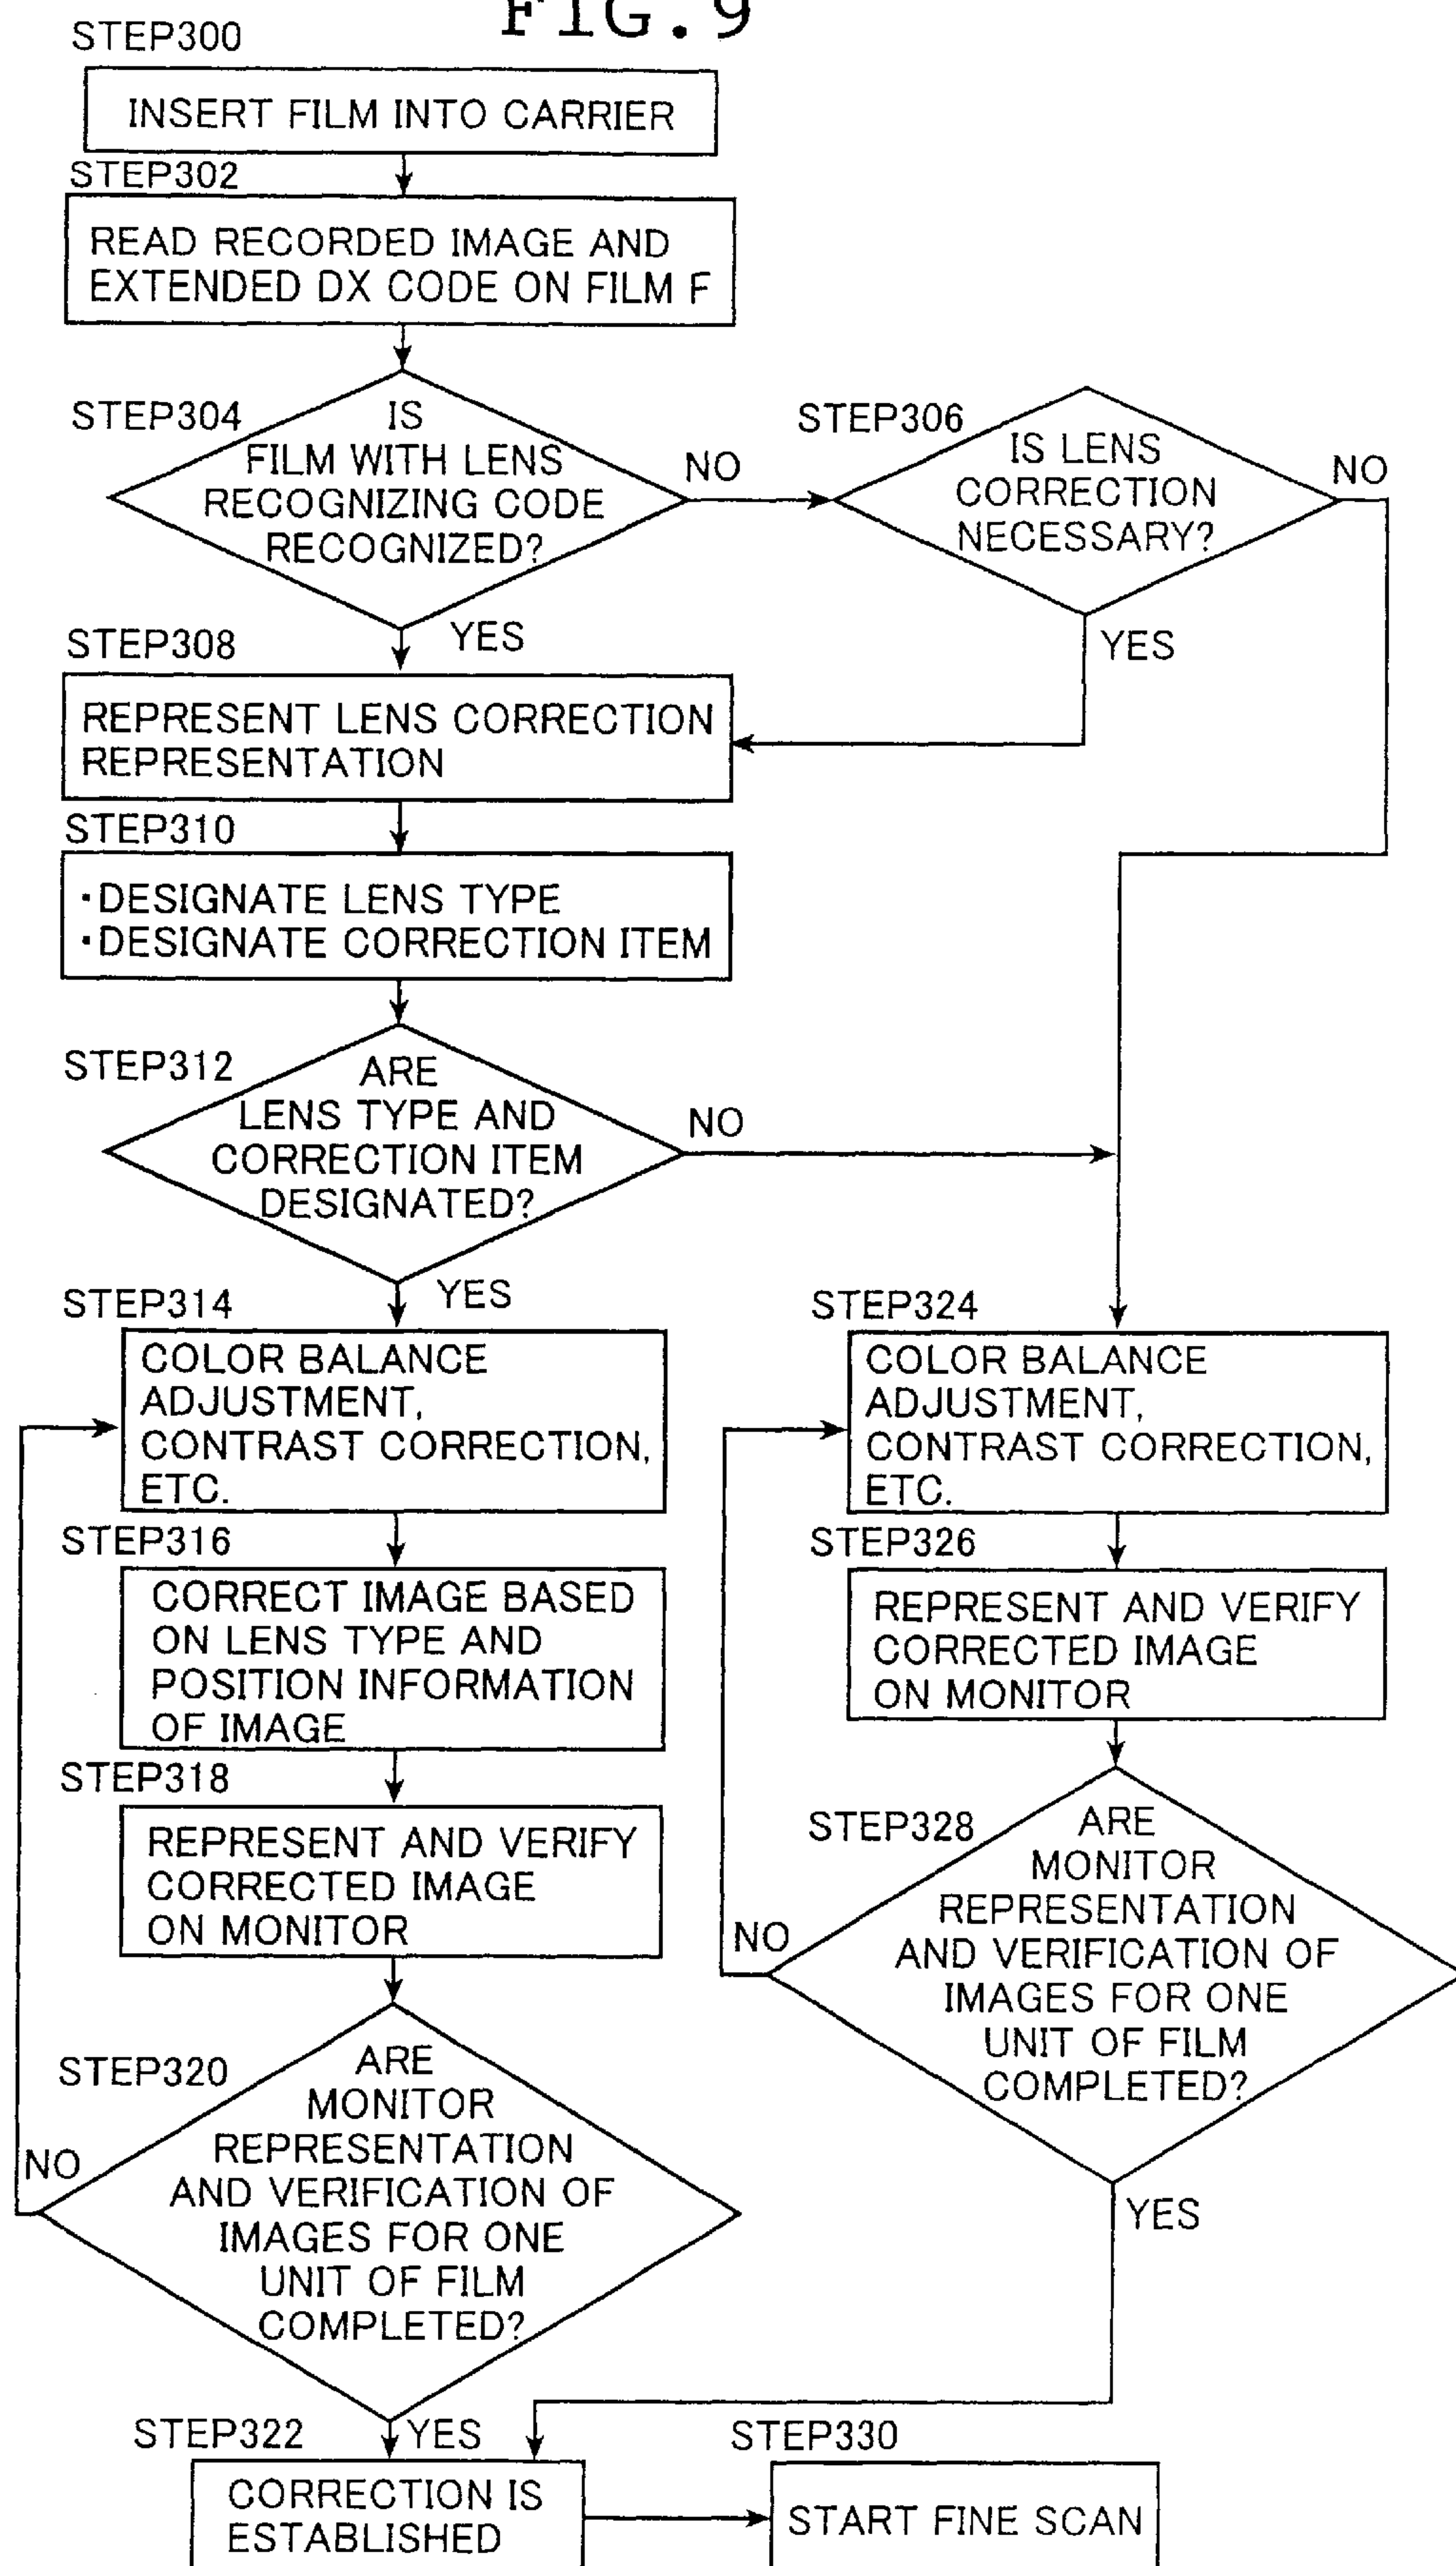 FIG.9
STEP300
INSERT FILM INTO CARRIER
STEP302
READ RECORDED IMAGE AND
EXTENDED DX CODE ON FILM F
STEP304
IS
FILM WITH LENS
RECOGNIZING CODE
RECOGNIZED?
NO
YES
STEP306
IS LENS
CORRECTION
NECESSARY?
NO
YES
STEP308
REPRESENT LENS CORRECTION
REPRESENTATION
STEP310
·DESIGNATE LENS TYPE
·DESIGNATE CORRECTION ITEM
STEP312
ARE
LENS TYPE AND
CORRECTION ITEM
DESIGNATED?
NO
YES
STEP314
COLOR BALANCE
ADJUSTMENT,
CONTRAST CORRECTION,
ETC.
STEP316
CORRECT IMAGE BASED
ON LENS TYPE AND
POSITION INFORMATION
OF IMAGE
STEP318
REPRESENT AND VERIFY
CORRECTED IMAGE
ON MONITOR
STEP320
ARE
MONITOR
REPRESENTATION
AND VERIFICATION OF
IMAGES FOR ONE
UNIT OF FILM
COMPLETED?
NO
YES
STEP324
COLOR BALANCE
ADJUSTMENT,
CONTRAST CORRECTION,
ETC.
STEP326
REPRESENT AND VERIFY
CORRECTED IMAGE
ON MONITOR
STEP328
ARE
MONITOR
REPRESENTATION
AND VERIFICATION OF
IMAGES FOR ONE
UNIT OF FILM
COMPLETED?
NO
YES
STEP322
CORRECTION IS
ESTABLISHED
STEP330
START FINE SCAN